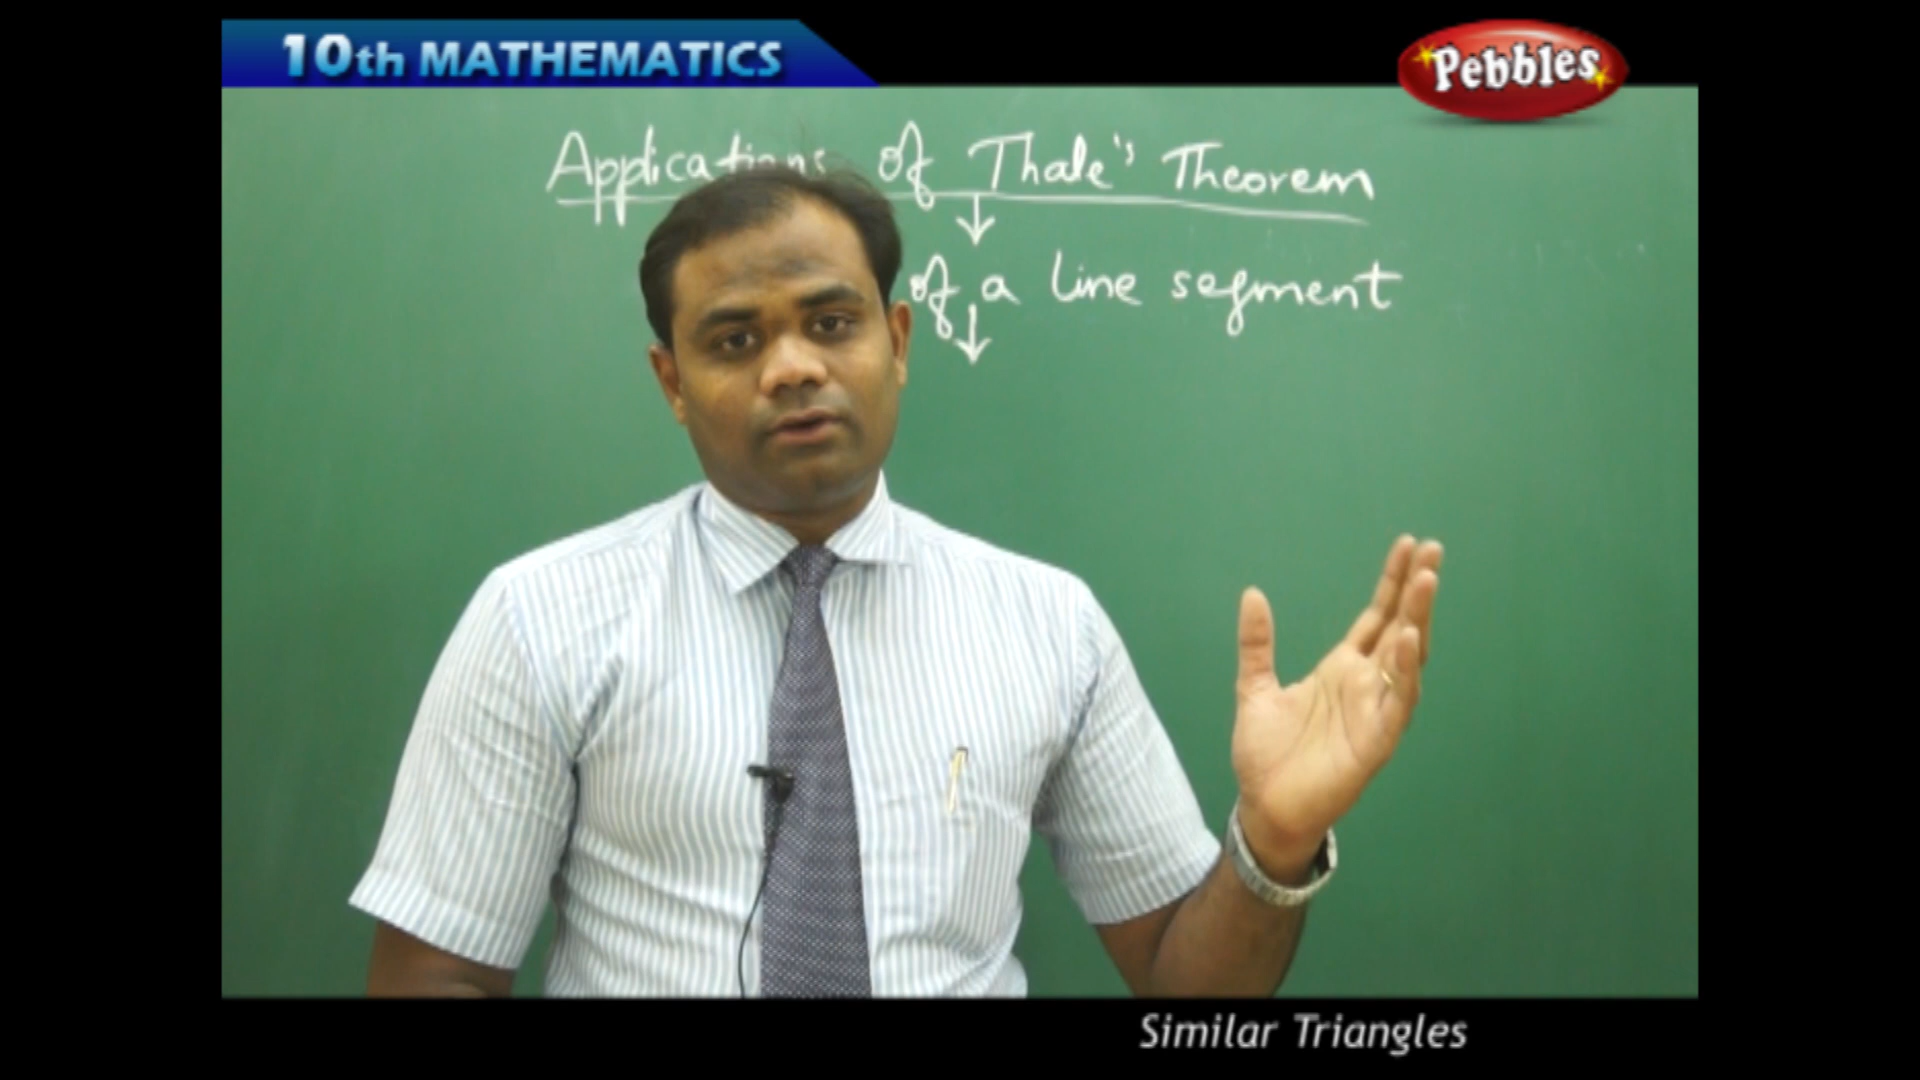 10th MATHEMATICS
Pebbles
Applications of Thale's Theorem
of a line segment
Similar Triangles